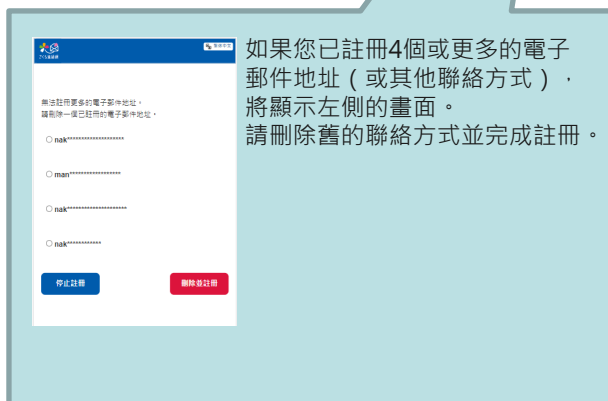 繁體中文
如果您已註冊4個或更多的電子
郵件地址（或其他聯絡方式），
將顯示左側的畫面。
請刪除舊的聯絡方式並完成註冊。
無法註冊更多的電子郵件地址，
請刪除一個已註冊的電子郵件地址。
nak*******************
man*****************
nak********************
nak************
停止註冊
刪除並註冊